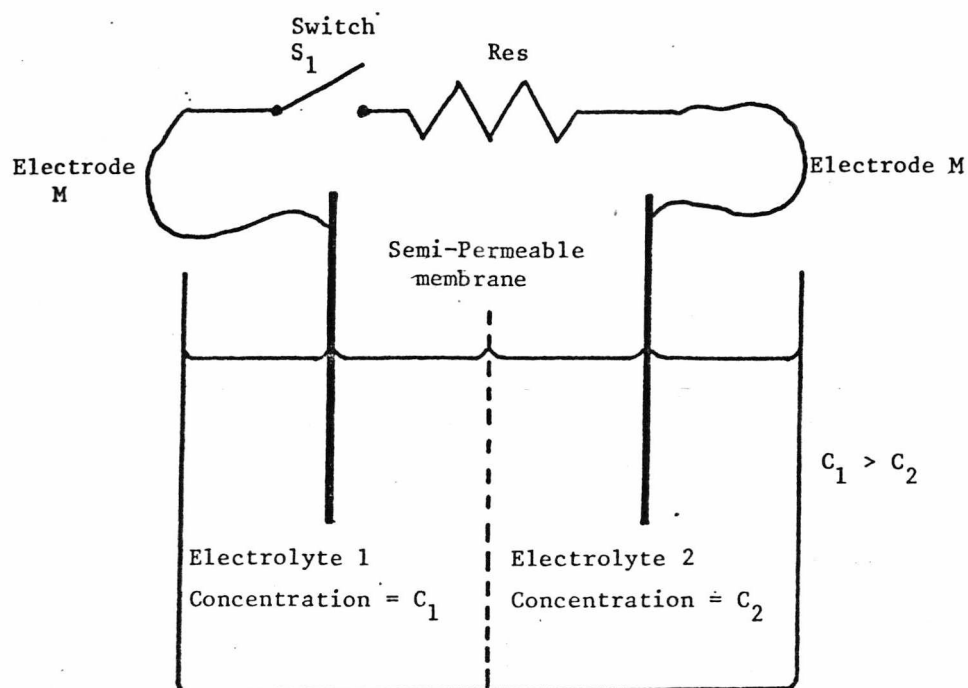 Switch
S₁
Res
Electrode
M
Electrode M
Semi-Permeable
membrane
C₁ > C₂
Electrolyte 1
Concentration = C₁
Electrolyte 2
Concentration = C₂